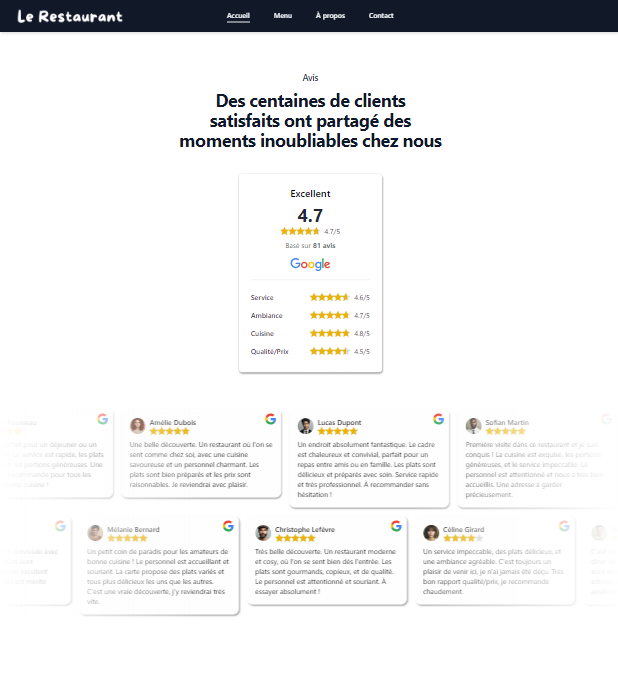 Le Restaurant
Accueil
Menu
À propos
Contact
Avis
Des centaines de clients
satisfaits ont partagé des
moments inoubliables chez nous
Excellent
4.7
4.7/5
Basé sur 81 avis
Google
Service 4.6/5
Ambiance 4.7/5
Cuisine 4.8/5
Qualité/Prix 4.5/5
pour un déjeuner ou un
service est rapide, les plats
portions généreuses. Une
pour tous les
cuisine !
Amélie Dubois
Une belle découverte. Un restaurant où l'on se
sent comme chez soi, avec une cuisine
savoureuse et un personnel charmant. Les
plats sont bien préparés et les prix sont
raisonnables. Je reviendrai avec plaisir.
Lucas Dupont
Un endroit absolument fantastique. Le cadre
est chaleureux et convivial, parfait pour un
repas entre amis ou en famille. Les plats sont
délicieux et préparés avec soin. Service rapide
et très professionnel. À recommander sans
hésitation !
Sofian Martin
Première visite dans ce restaurant et je suis
conquis ! La cuisine est exquise, les portions
généreuses, et le service impeccable. Le
personnel est attentionné et nous a très bien
accueillis. Une adresse à garder
précieusement.
avec
Mélanie Bernard
Un petit coin de paradis pour les amateurs de
bonne cuisine ! Le personnel est accueillant et
souriant. La carte propose des plats variés et
tous plus délicieux les uns que les autres.
C'est une vraie découverte, j'y reviendrai très
vite.
Christophe Lefèvre
Très belle découverte. Un restaurant moderne
et cosy, où l'on se sent bien dès l'entrée. Les
plats sont gourmands, copieux, et de qualité.
Le personnel est attentionné et souriant. À
essayer absolument !
Céline Girard
Un service impeccable, des plats délicieux, et
une ambiance agréable. C'est toujours un
plaisir de venir ici, je n'ai jamais été déçu. Très
bon rapport qualité/prix, je recommande
chaudement.